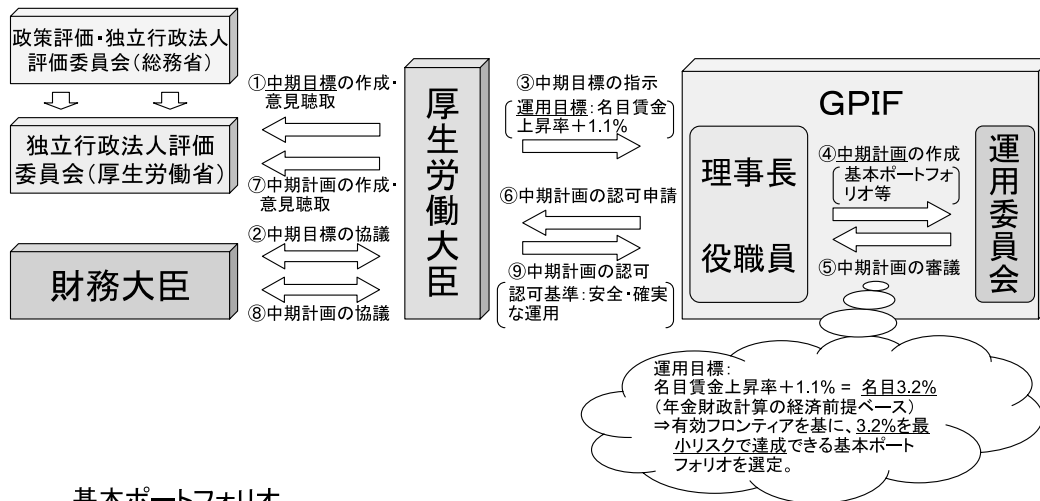 政策評価・独立行政法人
評価委員会(総務省)
独立行政法人評価
委員会(厚生労働省)
財務大臣
①中期目標の作成・
意見聴取
⑦中期計画の作成・
意見聴取
②中期目標の協議
⑧中期計画の協議
厚生労働大臣
③中期目標の指示
運用目標:名目賃金
上昇率+1.1%
⑥中期計画の認可申請
⑨中期計画の認可
認可基準:安全・確実
な運用
GPIF
理事長
役職員
④中期計画の作成
基本ポートフォ
リオ等
⑤中期計画の審議
運用委員会
運用目標:
名目賃金上昇率+1.1% = 名目3.2%
(年金財政計算の経済前提ベース)
⇒有効フロンティアを基に、3.2%を最
小リスクで達成できる基本ポート
フォリオを選定。
基本ポートフォリオ